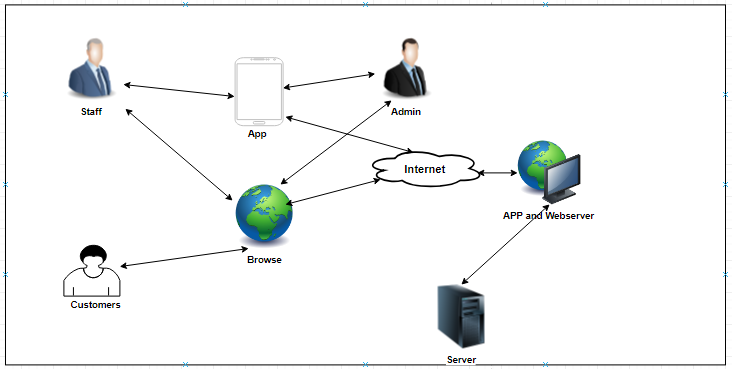 Staff
App
Admin
Internet
APP and Webserver
Browse
Customers
Server